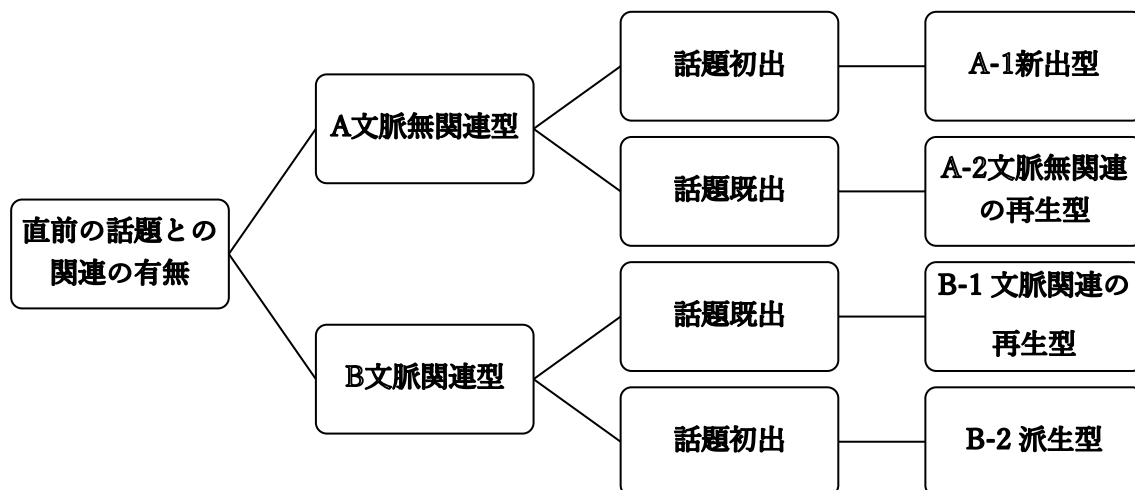 直前の話題との
関連の有無
A文脈無関連型
B文脈関連型
話題初出
話題既出
話題既出
話題初出
A-1新出型
A-2文脈無関連
の再生型
B-1 文脈関連の
再生型
B-2 派生型